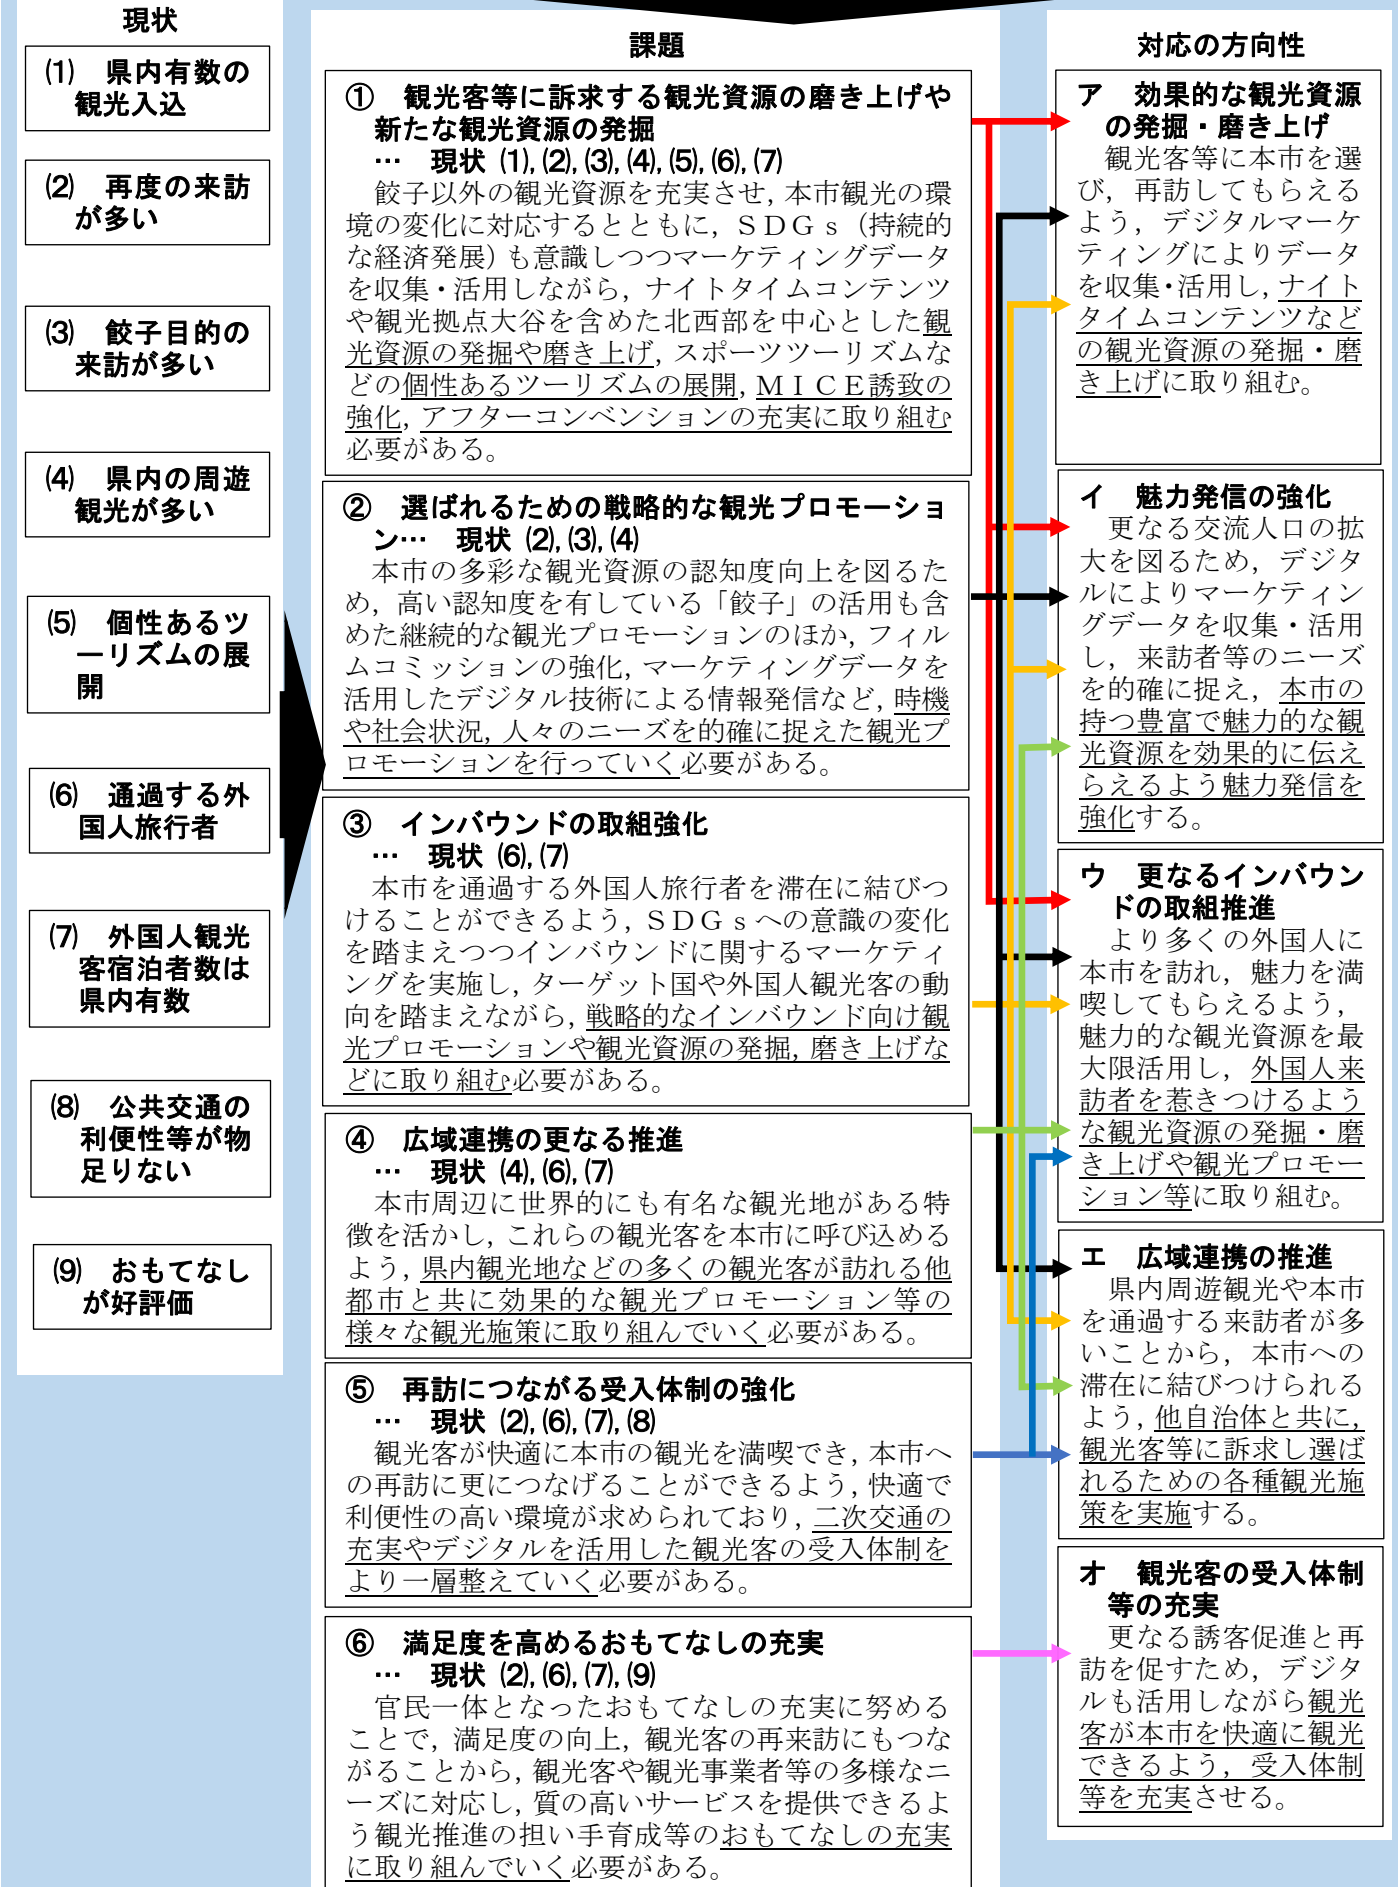 現状
⑴　県内有数の
観光入込
⑵　再度の来訪
が多い
⑶　餃子目的の
来訪が多い
⑷　県内の周遊
観光が多い
⑸　個性あるツ
ーリズムの展
開
⑹　通過する外
国人旅行者
⑺　外国人観光
客宿泊者数は
県内有数
⑻　公共交通の
利便性等が物
足りない
⑼　おもてなし
が好評価
課題
①　観光客等に訴求する観光資源の磨き上げや
新たな観光資源の発掘
…　現状 ⑴, ⑵, ⑶, ⑷, ⑸, ⑹, ⑺
餃子以外の観光資源を充実させ，本市観光の環
境の変化に対応するとともに，ＳＤＧｓ（持続的
な経済発展）も意識しつつマーケティングデータ
を収集・活用しながら，ナイトタイムコンテンツ
や観光拠点大谷を含めた北西部を中心とした観
光資源の発掘や磨き上げ，スポーツツーリズムな
どの個性あるツーリズムの展開，ＭＩＣＥ誘致の
強化，アフターコンベンションの充実に取り組む
必要がある。
②　選ばれるための戦略的な観光プロモーショ
ン…　現状 ⑵, ⑶, ⑷
本市の多彩な観光資源の認知度向上を図るた
め，高い認知度を有している「餃子」の活用も含
めた継続的な観光プロモーションのほか，フィル
ムコミッションの強化，マーケティングデータを
活用したデジタル技術による情報発信など，時機
や社会状況，人々のニーズを的確に捉えた観光プ
ロモーションを行っていく必要がある。
③　インバウンドの取組強化
…　現状 ⑹, ⑺
本市を通過する外国人旅行者を滞在に結びつ
けることができるよう，ＳＤＧｓへの意識の変化
を踏まえつつインバウンドに関するマーケティ
ングを実施し，ターゲット国や外国人観光客の動
向を踏まえながら，戦略的なインバウンド向け観
光プロモーションや観光資源の発掘，磨き上げな
どに取り組む必要がある。
④　広域連携の更なる推進
…　現状 ⑷, ⑹, ⑺
本市周辺に世界的にも有名な観光地がある特
徴を活かし，これらの観光客を本市に呼び込める
よう，県内観光地などの多くの観光客が訪れる他
都市と共に効果的な観光プロモーション等の
様々な観光施策に取り組んでいく必要がある。
⑤　再訪につながる受入体制の強化
…　現状 ⑵, ⑹, ⑺, ⑻
観光客が快適に本市の観光を満喫でき，本市へ
の再訪に更につなげることができるよう，快適で
利便性の高い環境が求められており，二次交通の
充実やデジタルを活用した観光客の受入体制を
より一層整えていく必要がある。
⑥　満足度を高めるおもてなしの充実
…　現状 ⑵, ⑹, ⑺, ⑼
官民一体となったおもてなしの充実に努める
ことで，満足度の向上，観光客の再来訪にもつな
がることから，観光客や観光事業者等の多様なニ
ーズに対応し，質の高いサービスを提供できるよ
う観光推進の担い手育成等のおもてなしの充実
に取り組んでいく必要がある。
対応の方向性
ア　効果的な観光資源
の発掘・磨き上げ
観光客等に本市を選
び，再訪してもらえる
よう，デジタルマーケ
ティングによりデータ
を収集・活用し，ナイト
タイムコンテンツなど
の観光資源の発掘・磨
き上げに取り組む。
イ　魅力発信の強化
更なる交流人口の拡
大を図るため，デジタ
ルによりマーケティン
グデータを収集・活用
し，来訪者等のニーズ
を的確に捉え，本市の
持つ豊富で魅力的な観
光資源を効果的に伝え
らえるよう魅力発信を
強化する。
ウ　更なるインバウン
ドの取組推進
より多くの外国人に
本市を訪れ，魅力を満
喫してもらえるよう，
魅力的な観光資源を最
大限活用し，外国人来
訪者を惹きつけるよう
な観光資源の発掘・磨
き上げや観光プロモー
ション等に取り組む。
エ　広域連携の推進
県内周遊観光や本市
を通過する来訪者が多
いことから，本市への
滞在に結びつけられる
よう，他自治体と共に，
観光客等に訴求し選ば
れるための各種観光施
策を実施する。
オ　観光客の受入体制
等の充実
更なる誘客促進と再
訪を促すため，デジタ
ルも活用しながら観光
客が本市を快適に観光
できるよう，受入体制
等を充実させる。